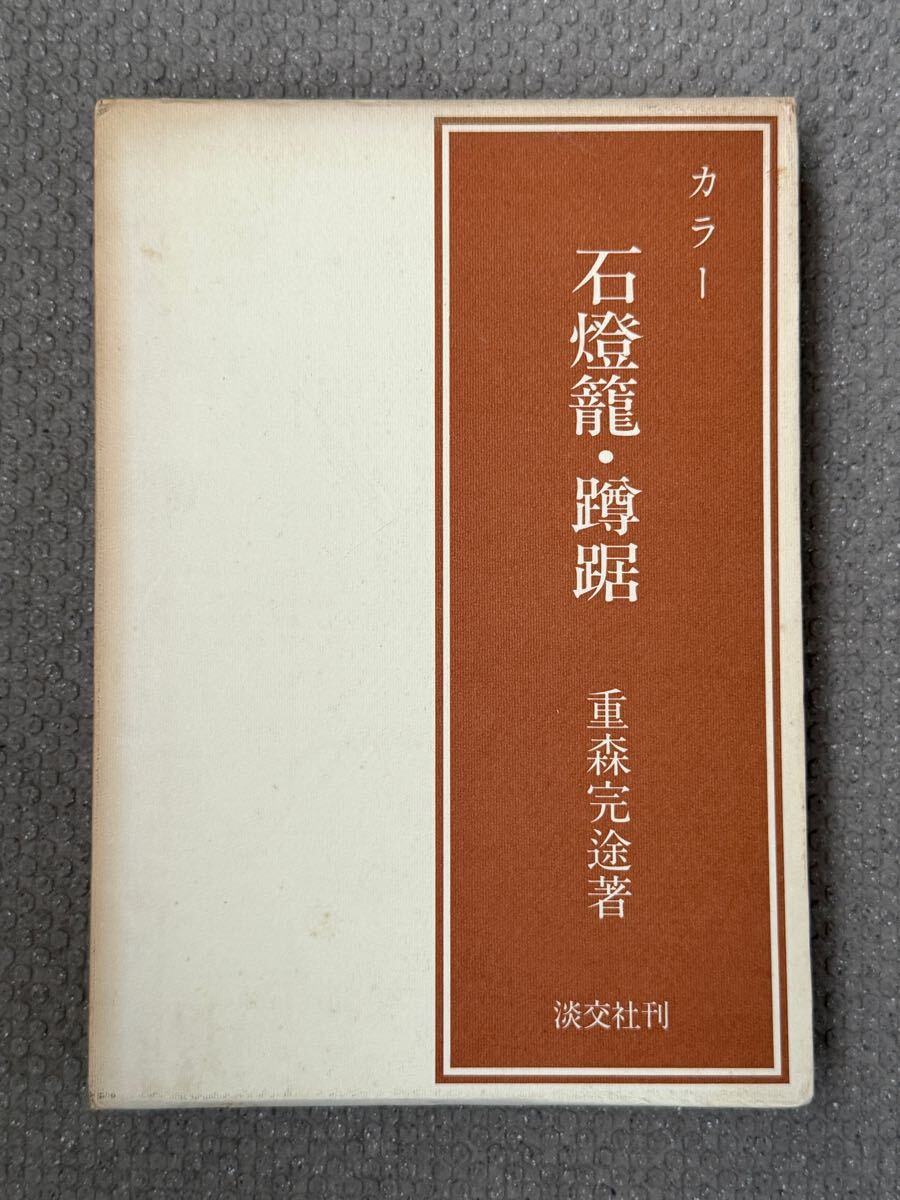 カラー
石燈籠・蹲踞
重森完途著
淡交社刊